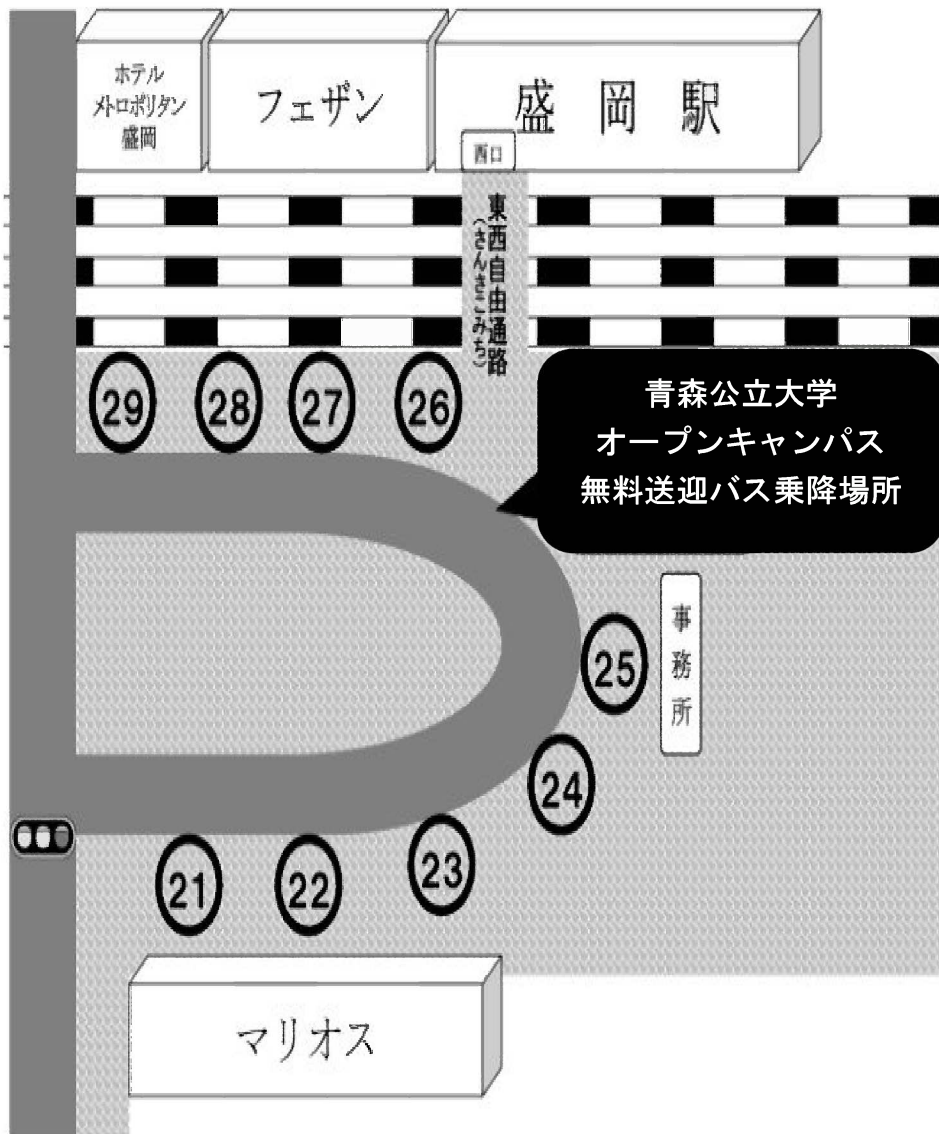 ホテル
メトロポリタン
盛岡
フェザン
盛岡駅
西口
東西自由通路
(さんさこみち)
29
28
27
26
青森公立大学
オープンキャンパス
無料送迎バス乗降場所
25
事務所
24
23
22
21
マリオス